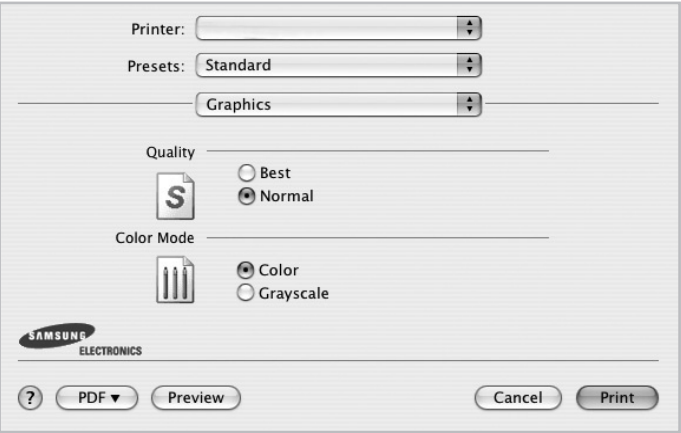 Printer:
Presets: Standard
Graphics
Quality
Best
S
Normal
Color Mode
Color
Grayscale
SAMSUNG
ELECTRONICS
? PDF▼ Preview Cancel Print